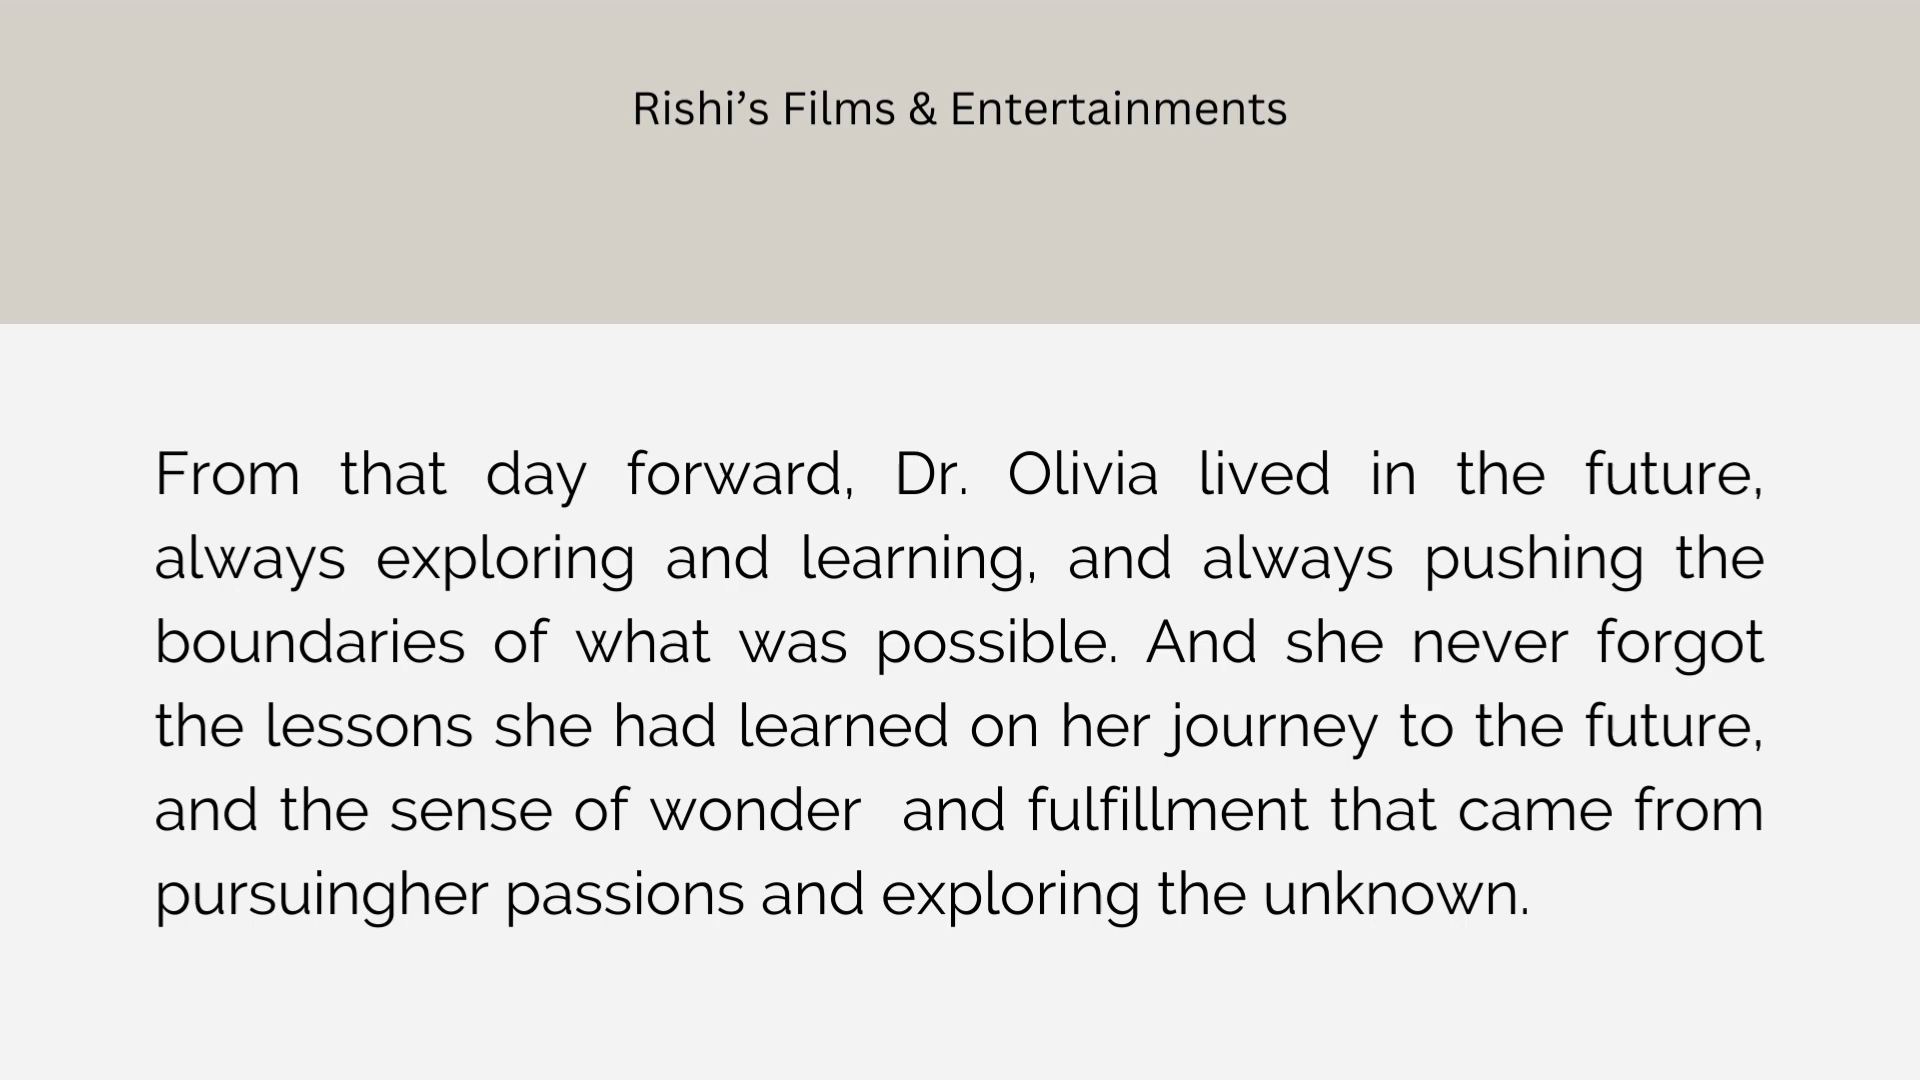 Rishi’s Films & Entertainments
From that day forward, Dr. Olivia lived in the future,
always exploring and learning, and always pushing the
boundaries of what was possible. And she never forgot
the lessons she had learned on her journey to the future,
and the sense of wonder  and fulfillment that came from
pursuingher passions and exploring the unknown.